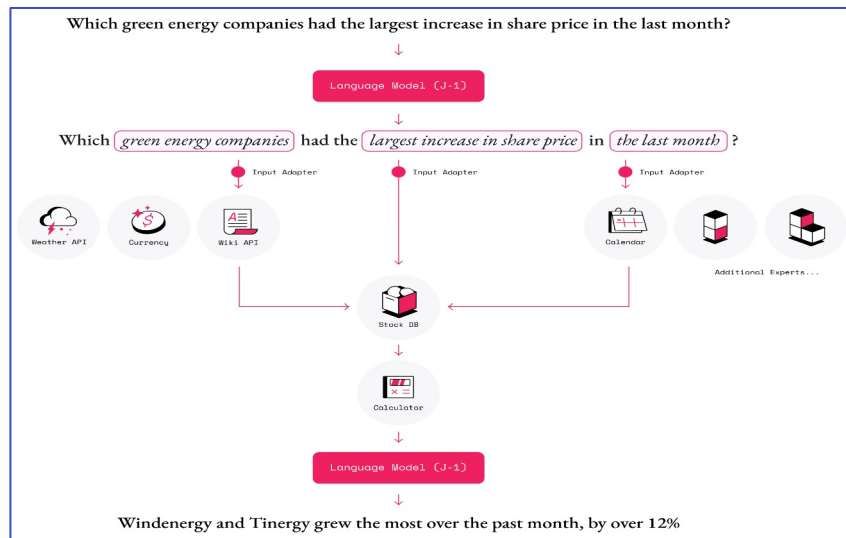 Which green energy companies had the largest increase in share price in the last month?
Language Model (J-1)
Which green energy companies had the largest increase in share price in the last month ?
Input Adapter Input Adapter Input Adapter
Weather API Currency Wiki API Calendar
Additional Experts...
Stock DB
Calculator
Language Model (J-1)
Windenergy and Tinergy grew the most over the past month, by over 12%